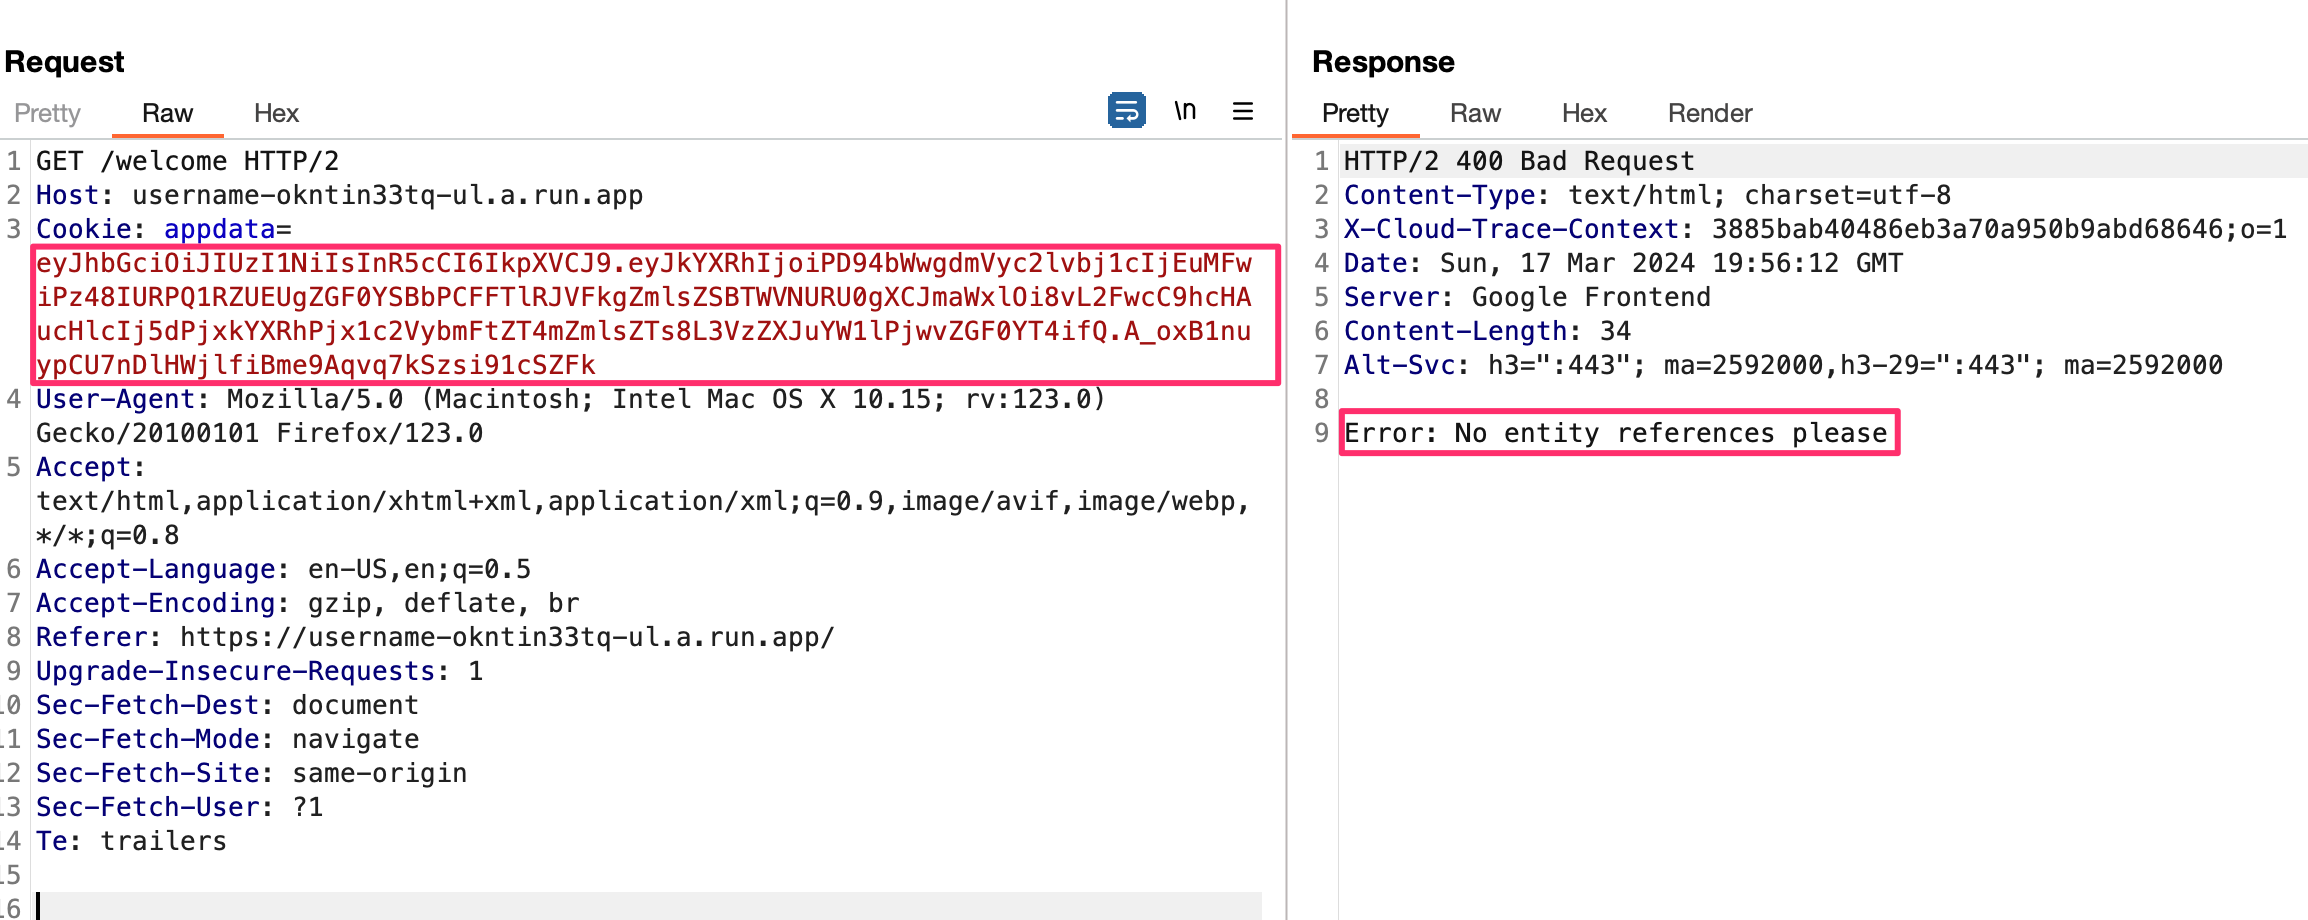 Request
Pretty Raw Hex \n
1 GET /welcome HTTP/2
2 Host: username-okntin33tq-ul.a.run.app
3 Cookie: appdata=
eyJhbGciOiJIUzI1NiIsInR5cCI6IkpXVCJ9.eyJkYXRhIjoiPD94bWwgdmVyc2lvbj1cIjEuMFw
iPz48IURPQ1RZUEUgZGF0YSBbPCFFTlRJVFkgZmlsZSBTWVNURU0gXCJmaWxlOi8vL2FwcC9hcHA
ucHlcIj5dPjxkYXRhPjx1c2VybmFtZT4mZmlsZTs8L3VzZXJuYW1lPjwvZGF0YT4ifQ.A_oxB1nu
ypCU7nDlHWjlfiBme9Aqvq7kSzsi91cSZFk
4 User-Agent: Mozilla/5.0 (Macintosh; Intel Mac OS X 10.15; rv:123.0)
Gecko/20100101 Firefox/123.0
5 Accept:
text/html,application/xhtml+xml,application/xml;q=0.9,image/avif,image/webp,
*/*;q=0.8
6 Accept-Language: en-US,en;q=0.5
7 Accept-Encoding: gzip, deflate, br
8 Referer: https://username-okntin33tq-ul.a.run.app/
9 Upgrade-Insecure-Requests: 1
10 Sec-Fetch-Dest: document
11 Sec-Fetch-Mode: navigate
12 Sec-Fetch-Site: same-origin
13 Sec-Fetch-User: ?1
14 Te: trailers
15
16
Response
Pretty Raw Hex Render
1 HTTP/2 400 Bad Request
2 Content-Type: text/html; charset=utf-8
3 X-Cloud-Trace-Context: 3885bab40486eb3a70a950b9abd68646;o=1
4 Date: Sun, 17 Mar 2024 19:56:12 GMT
5 Server: Google Frontend
6 Content-Length: 34
7 Alt-Svc: h3=":443"; ma=2592000,h3-29=":443"; ma=2592000
8
9 Error: No entity references please